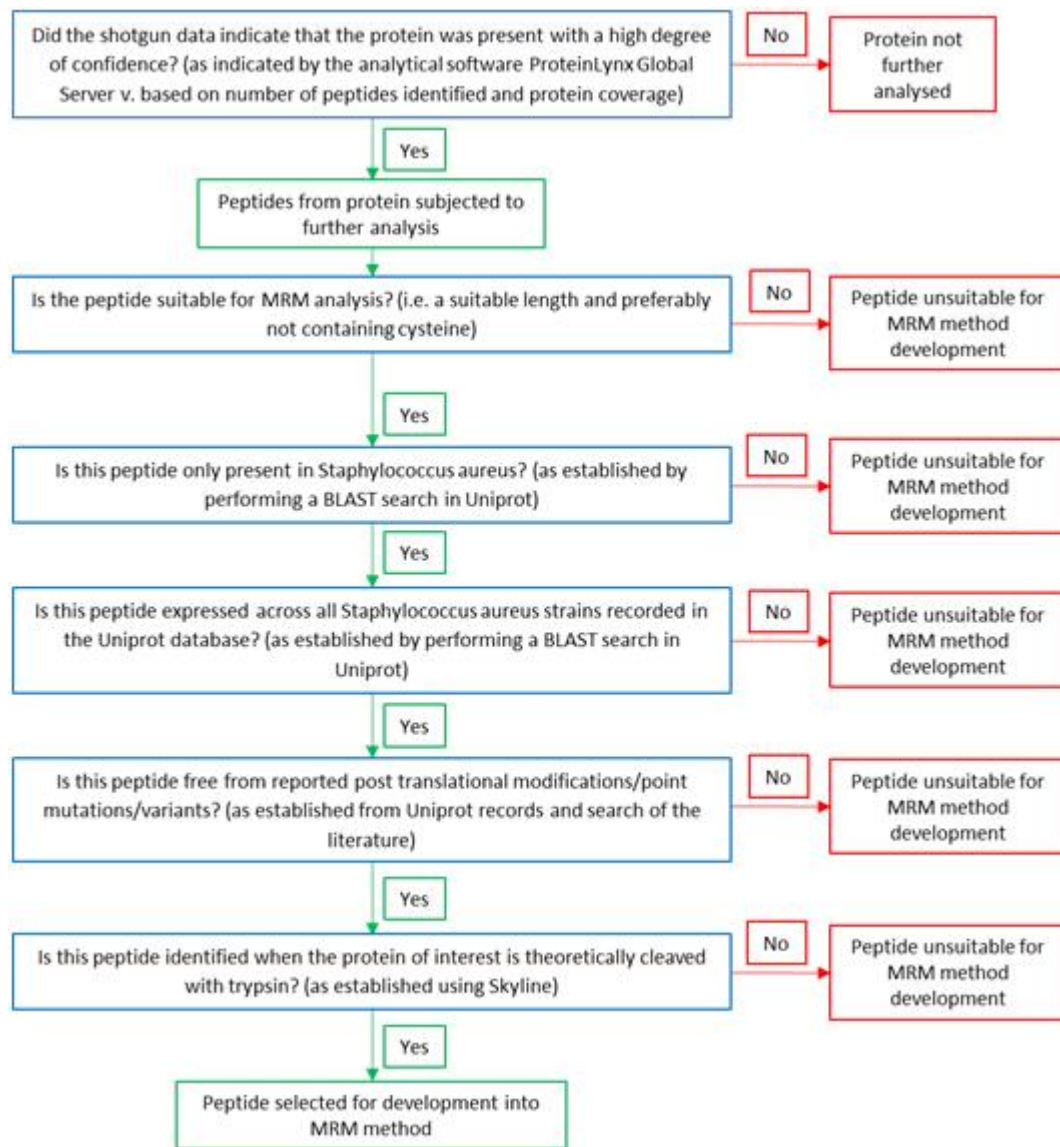 Did the shotgun data indicate that the protein was present with a high degree
of confidence? (as indicated by the analytical software ProteinLynx Global
Server v. based on number of peptides identified and protein coverage)
No
Protein not
further
analysed
Yes
Peptides from protein subjected to
further analysis
Is the peptide suitable for MRM analysis? (i.e. a suitable length and preferably
not containing cysteine)
No
Peptide unsuitable for
MRM method
development
Yes
Is this peptide only present in Staphylococcus aureus? (as established by
performing a BLAST search in Uniprot)
No
Peptide unsuitable for
MRM method
development
Yes
Is this peptide expressed across all Staphylococcus aureus strains recorded in
the Uniprot database? (as established by performing a BLAST search in
Uniprot)
No
Peptide unsuitable for
MRM method
development
Yes
Is this peptide free from reported post translational modifications/point
mutations/variants? (as established from Uniprot records and search of the
literature)
No
Peptide unsuitable for
MRM method
development
Yes
Is this peptide identified when the protein of interest is theoretically cleaved
with trypsin? (as established using Skyline)
No
Peptide unsuitable for
MRM method
development
Yes
Peptide selected for development into
MRM method